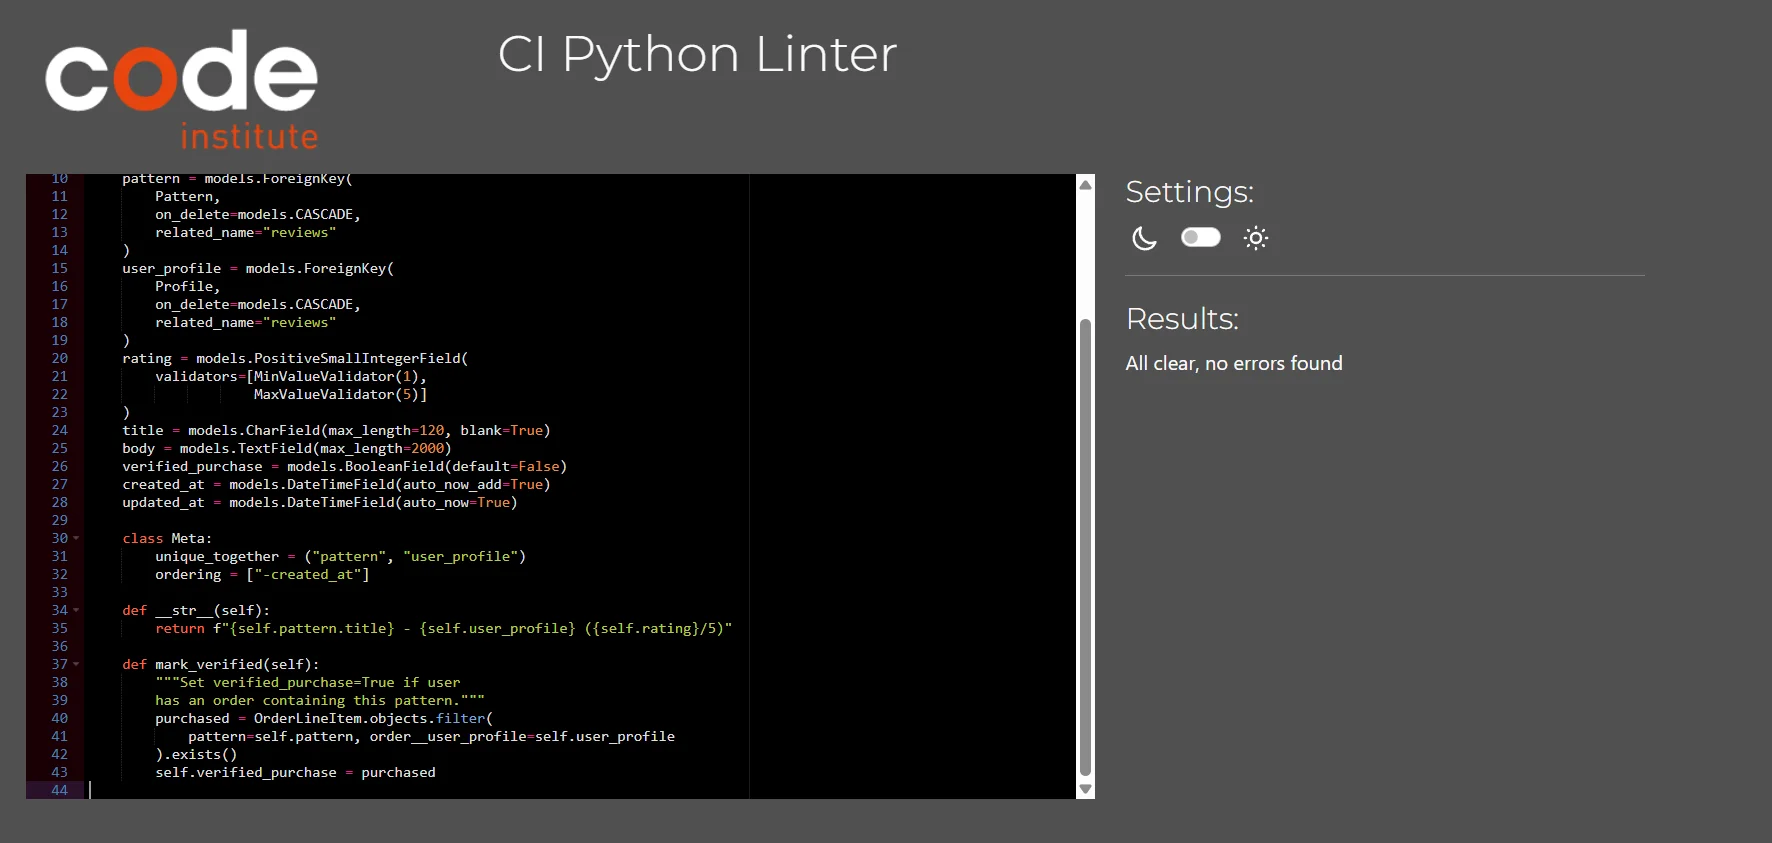 code
institute
CI Python Linter
10 pattern = models.ForeignKey(
11 Pattern,
12 on_delete=models.CASCADE,
13 related_name="reviews"
14 )
15 user_profile = models.ForeignKey(
16 Profile,
17 on_delete=models.CASCADE,
18 related_name="reviews"
19 )
20 rating = models.PositiveSmallIntegerField(
21 validators=[MinValueValidator(1),
22 MaxValueValidator(5)]
23 )
24 title = models.CharField(max_length=120, blank=True)
25 body = models.TextField(max_length=2000)
26 verified_purchase = models.BooleanField(default=False)
27 created_at = models.DateTimeField(auto_now_add=True)
28 updated_at = models.DateTimeField(auto_now=True)
29
30 class Meta:
31 unique_together = ("pattern", "user_profile")
32 ordering = ["-created_at"]
33
34 def __str__(self):
35 return f"{self.pattern.title} - {self.user_profile} ({self.rating}/5)"
36
37 def mark_verified(self):
38 """Set verified_purchase=True if user
39 has an order containing this pattern."""
40 purchased = OrderLineItem.objects.filter(
41 pattern=self.pattern, order__user_profile=self.user_profile
42 ).exists()
43 self.verified_purchase = purchased
44
Settings:
Results:
All clear, no errors found